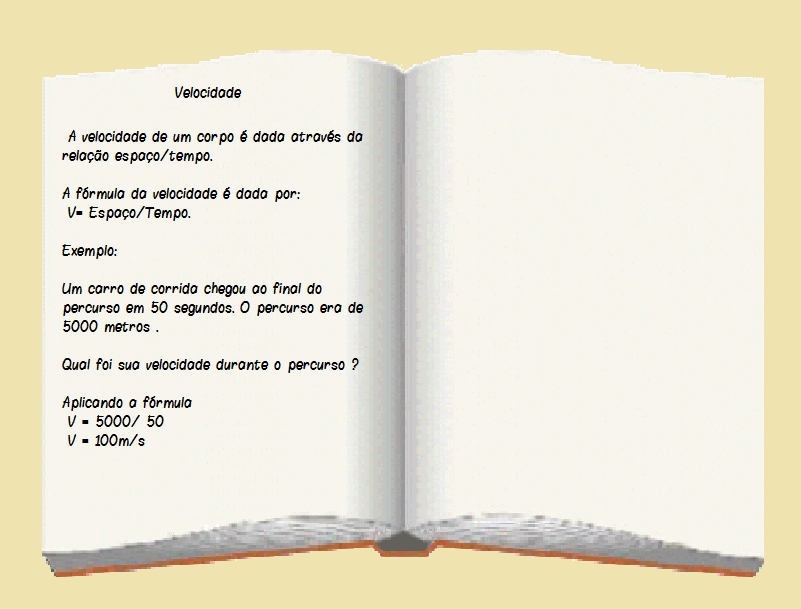 Velocidade
A velocidade de um corpo é dada através da
relação espaço/tempo.
A fórmula da velocidade é dada por:
V= Espaço/Tempo.
Exemplo:
Um carro de corrida chegou ao final do
percurso em 50 segundos. O percurso era de
5000 metros .
Qual foi sua velocidade durante o percurso ?
Aplicando a fórmula
V = 5000/ 50
V = 100m/s